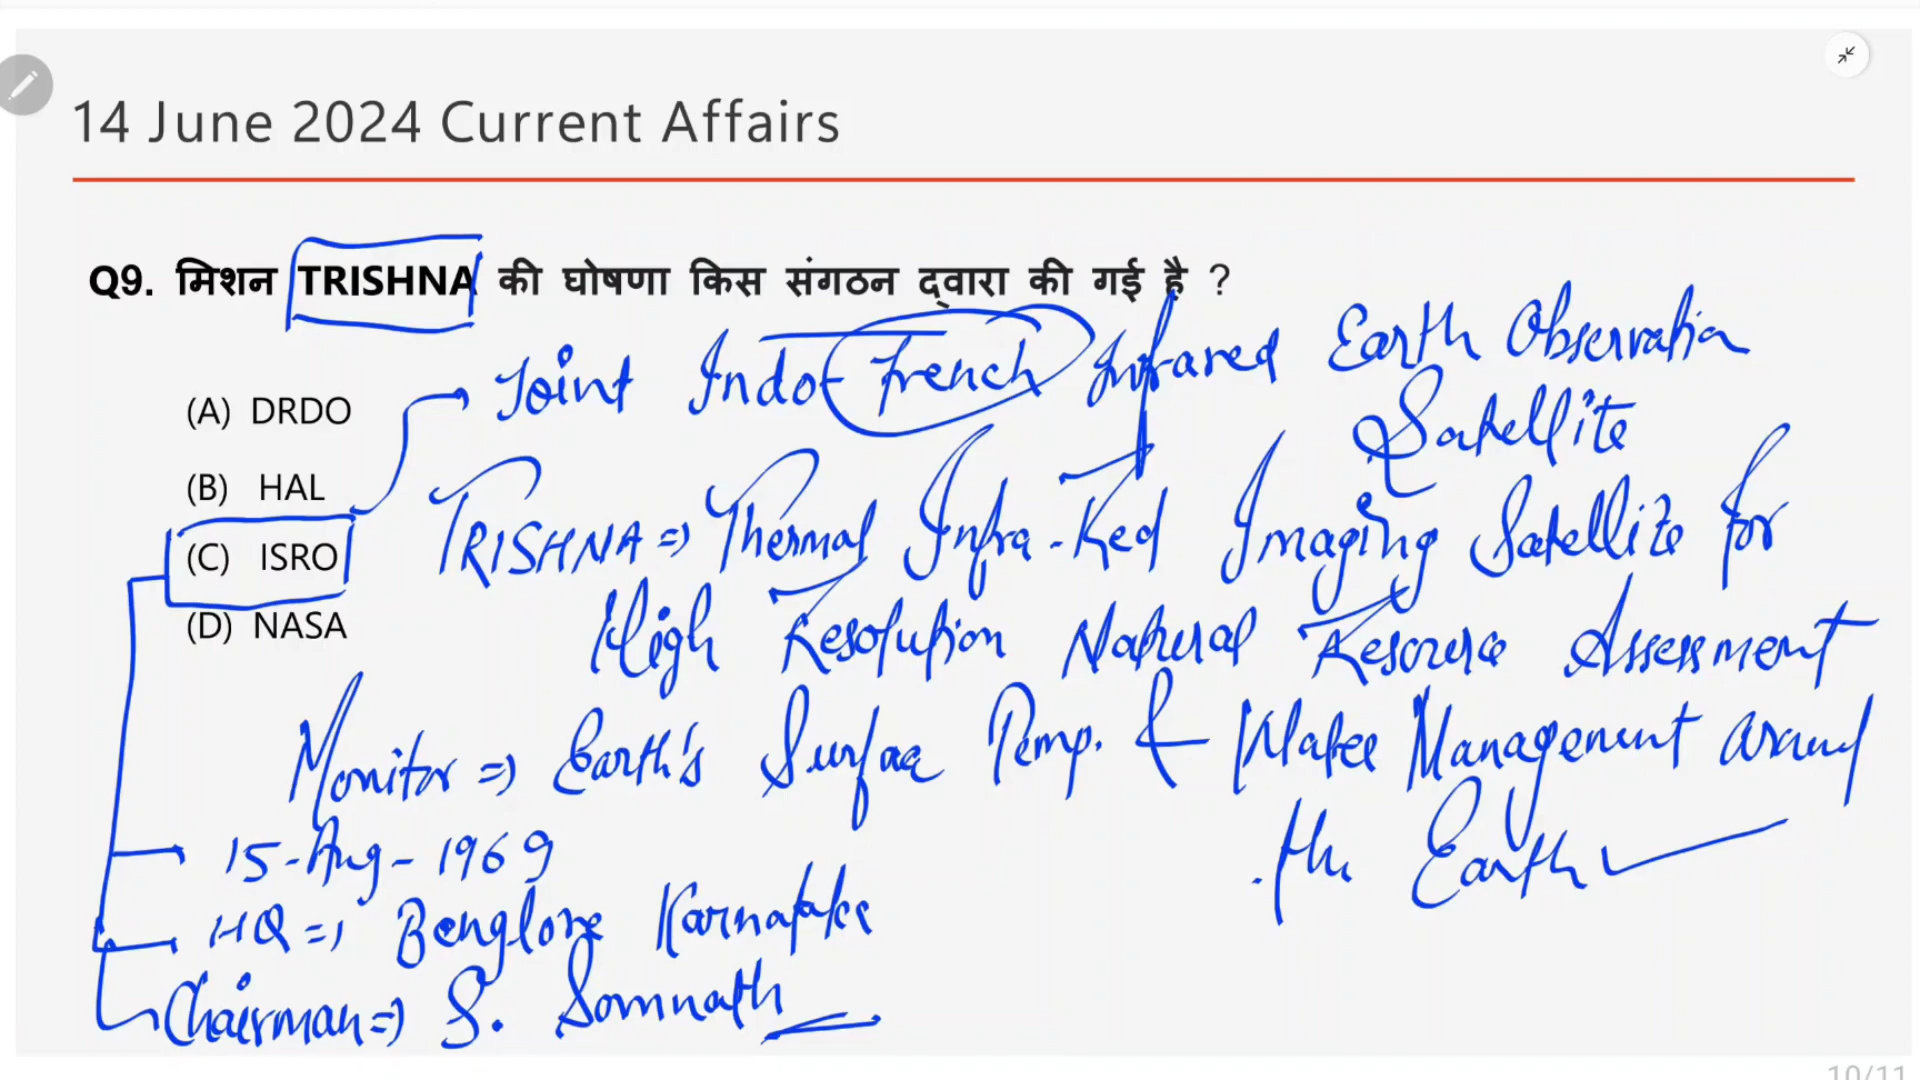 14 June 2024 Current Affairs
Q9. मिशन TRISHNA की घोषणा किस संगठन द्वारा की गई है ?
Joint Indo French Infrared Earth Observation
Satellite
(A) DRDO
(B) HAL
(C) ISRO
(D) NASA
TRISHNA => Thermal Infra-Red Imaging Satellite for
High Resolution Natural Resource Assessment
Monitor => Earth's Surface Temp. & Water Management around
the Earth
15-Aug-1969
HQ => Benglore Karnataka
Chairman => S. Somnath
10/11